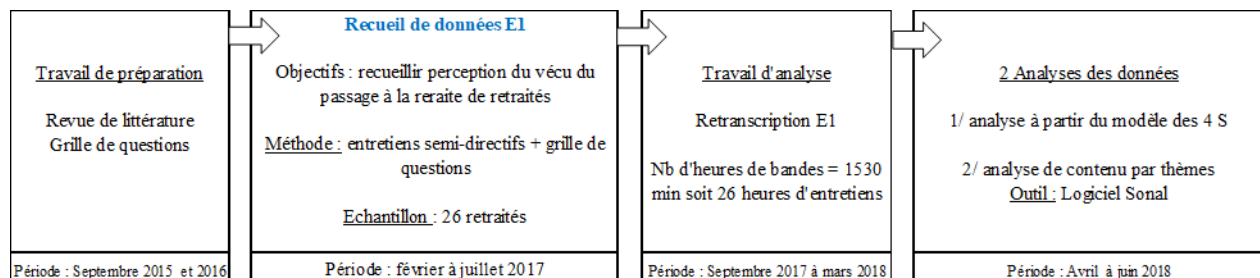 Travail de préparation
Revue de littérature
Grille de questions
Période : Septembre 2015 et 2016
Recueil de données E1
Objectifs : recueillir perception du vécu du
passage à la reraite de retraités
Méthode : entretiens semi-directifs + grille de
questions
Echantillon : 26 retraités
Période : février à juillet 2017
Travail d'analyse
Retranscription E1
Nb d'heures de bandes = 1530
min soit 26 heures d'entretiens
Période : Septembre 2017 à mars 2018
2 Analyses des données
1/ analyse à partir du modèle des 4 S
2/ analyse de contenu par thèmes
Outil : Logiciel Sonal
Période : Avril à juin 2018